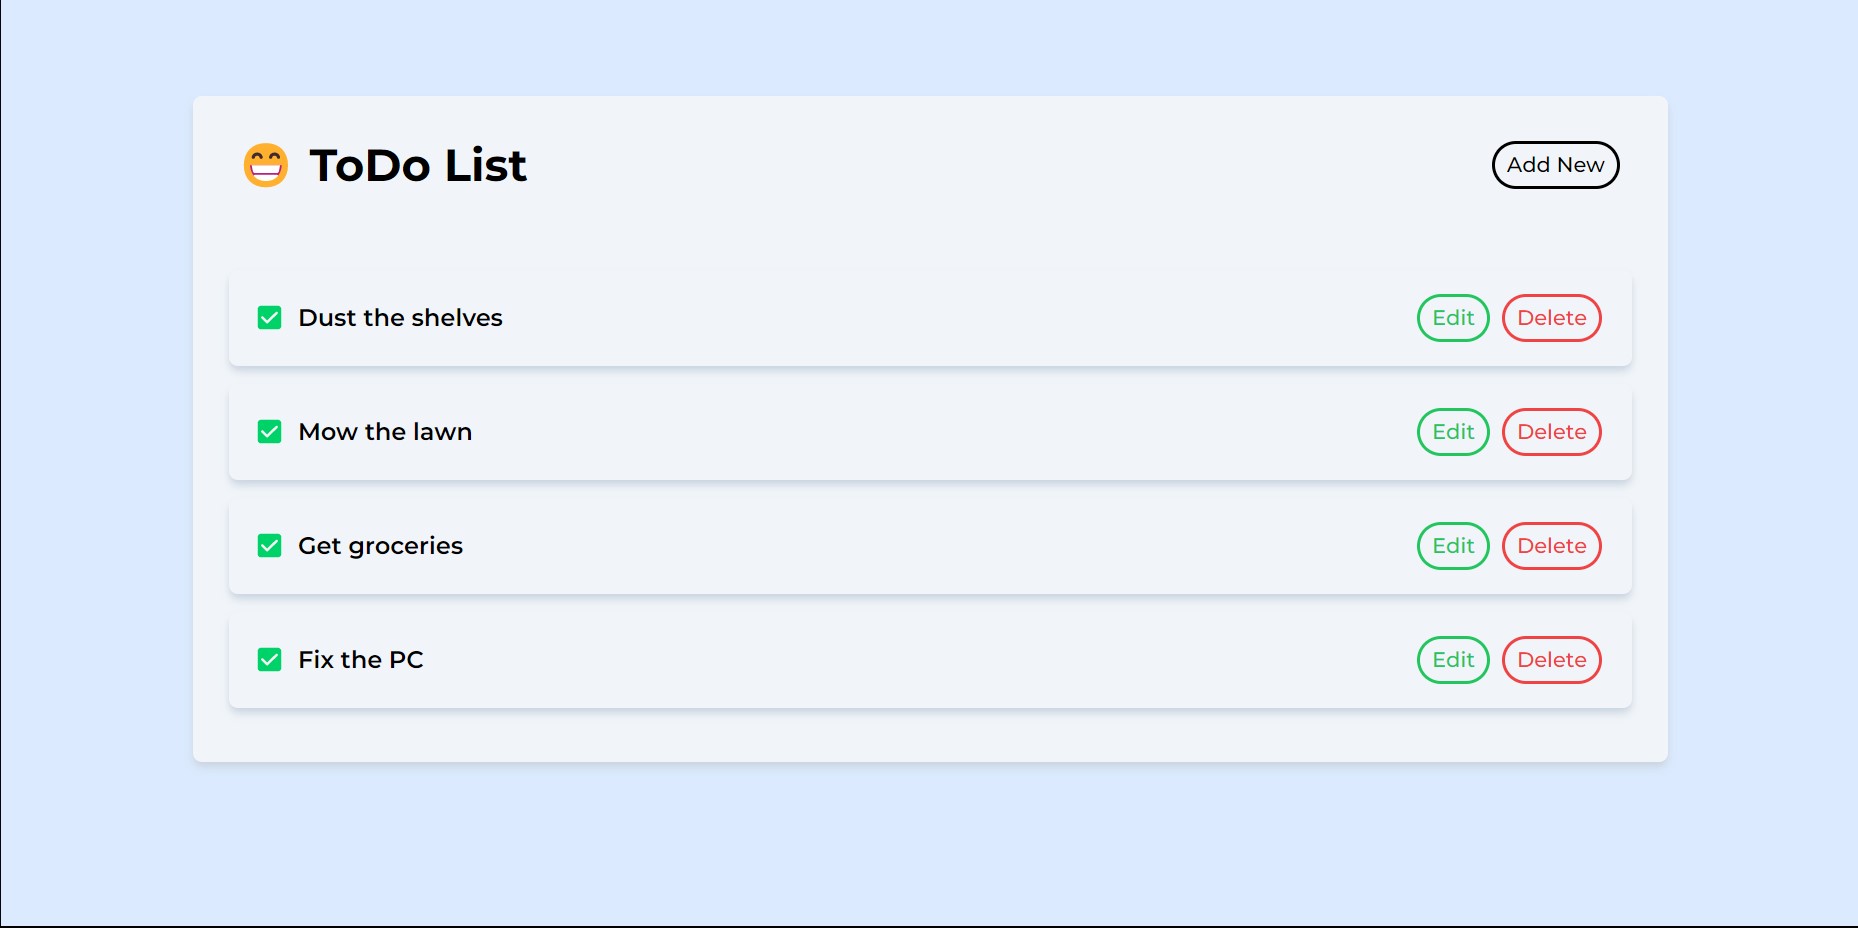 ToDo List
Add New
Dust the shelves
Edit
Delete
Mow the lawn
Edit
Delete
Get groceries
Edit
Delete
Fix the PC
Edit
Delete